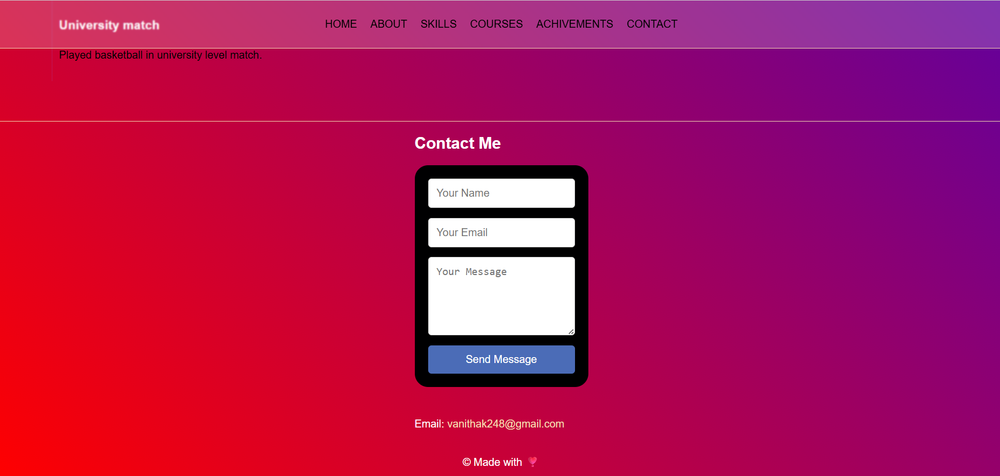 University match
HOME ABOUT SKILLS COURSES ACHIVEMENTS CONTACT
Played basketball in university level match.
Contact Me
Your Name
Your Email
Your Message
Send Message
Email: vanithak248@gmail.com
© Made with